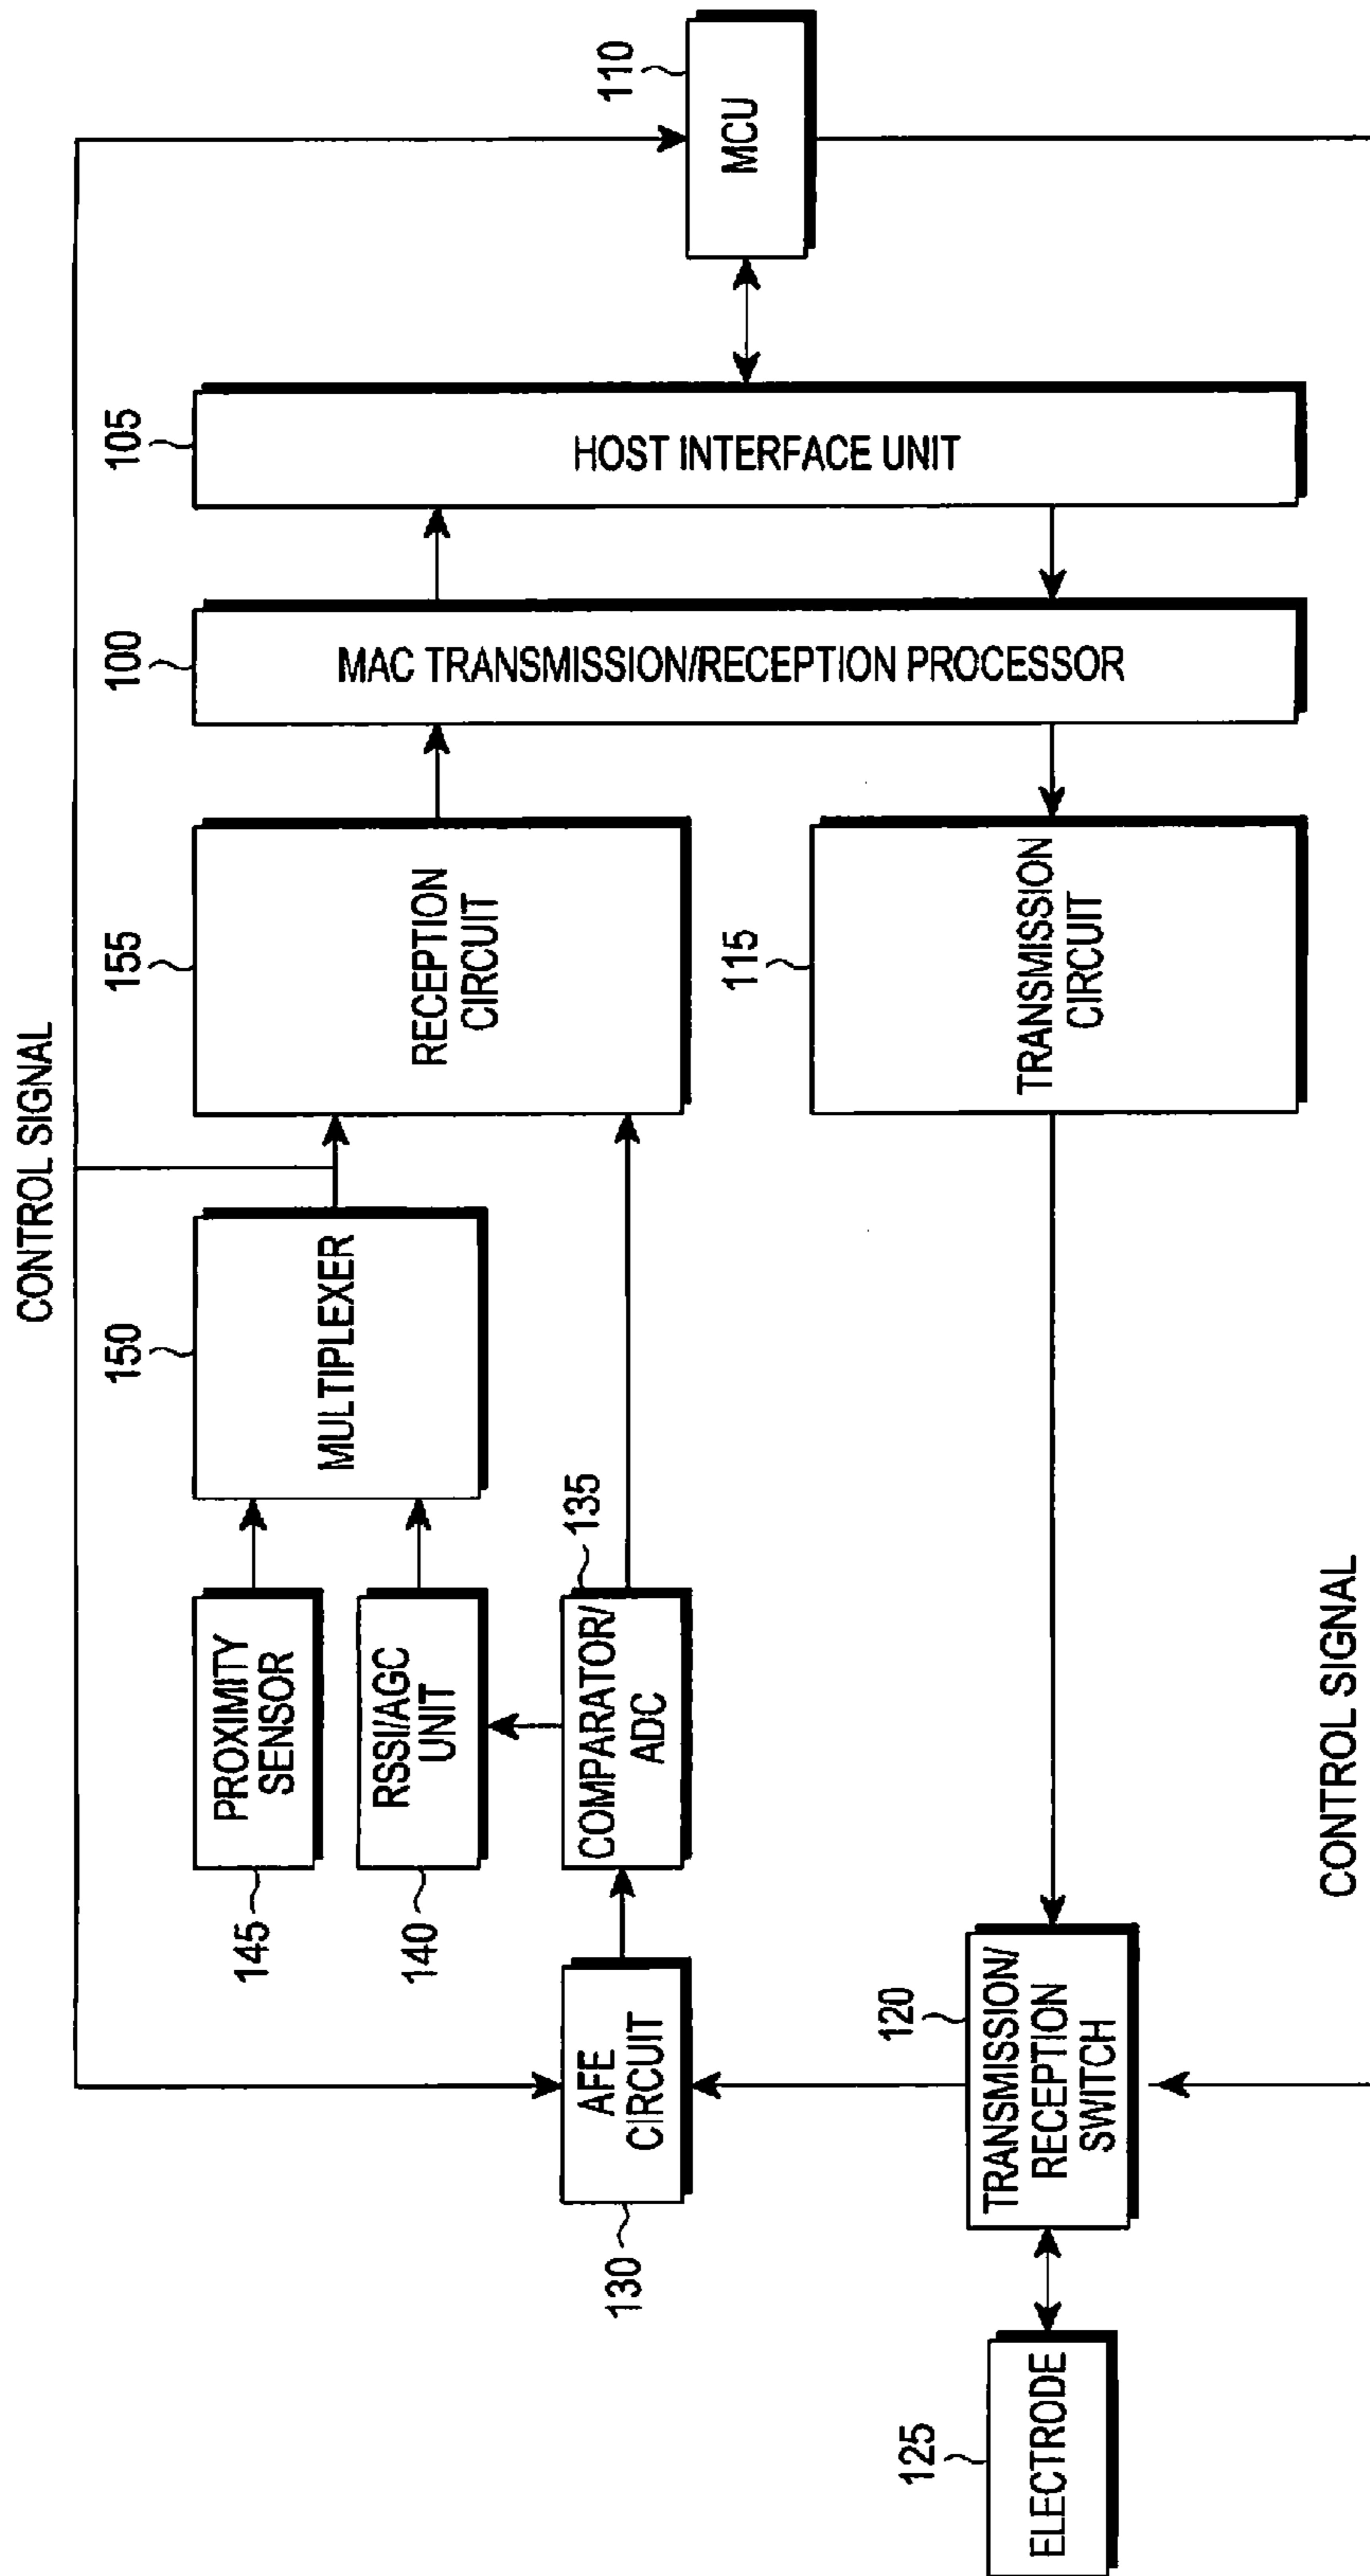 CONTROL SIGNAL
145
PROXIMITY
SENSOR
150
MULTIPLEXER
155
RECEPTION
CIRCUIT
100
MAC TRANSMISSION/RECEPTION PROCESSOR
105
HOST INTERFACE UNIT
110
MCU
140
RSSI/AGC
UNIT
130
AFE
CIRCUIT
135
COMPARATOR/
ADC
115
TRANSMISSION
CIRCUIT
125
ELECTRODE
120
TRANSMISSION/
RECEPTION
SWITCH
CONTROL SIGNAL